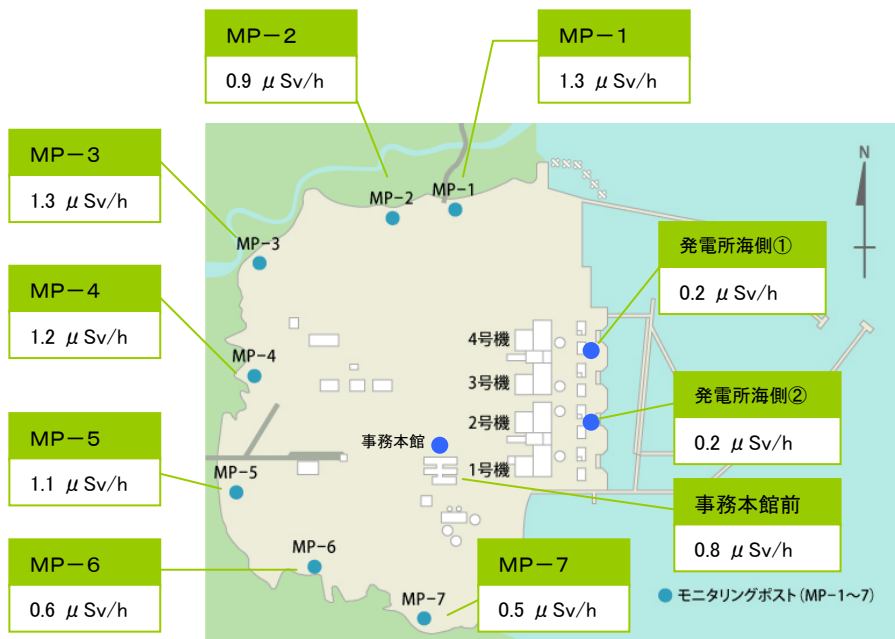 MP－2
0.9 μSv/h
MP－1
1.3 μSv/h
MP－3
1.3 μSv/h
MP-2
MP-1
N
MP-3
発電所海側①
0.2 μSv/h
MP－4
1.2 μSv/h
MP-4
4号機
3号機
2号機
1号機
発電所海側②
0.2 μSv/h
MP－5
1.1 μSv/h
事務本館
MP-5
事務本館前
0.8 μSv/h
MP－6
0.6 μSv/h
MP-6
MP-7
MP－7
0.5 μSv/h
モニタリングポスト(MP-1～7)